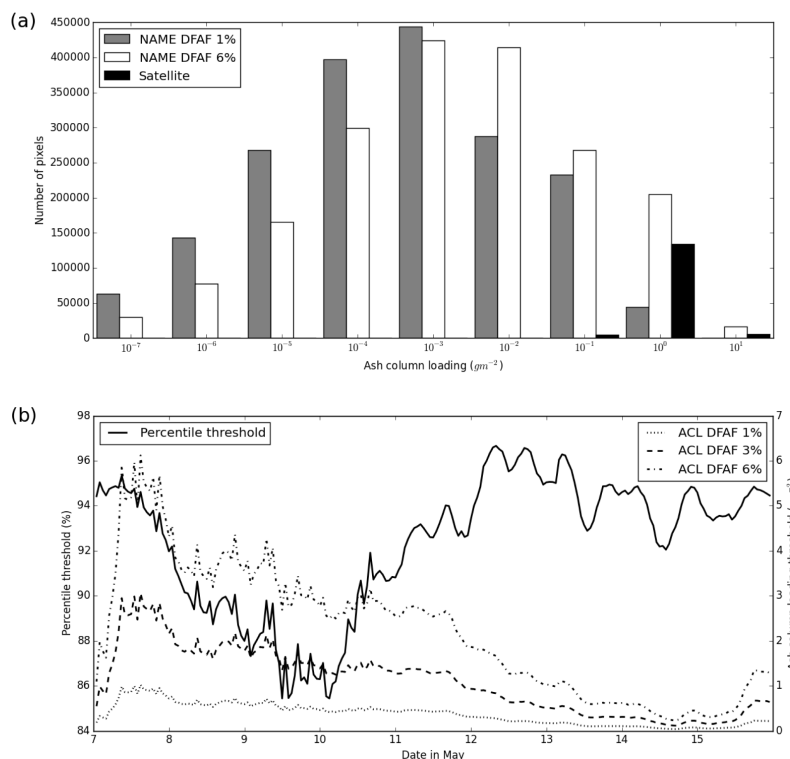 (a)
NAME DFAF 1%
NAME DFAF 6%
Satellite
450000
400000
350000
300000
250000
200000
150000
100000
50000
0
Number of pixels
10⁻⁷ 10⁻⁶ 10⁻⁵ 10⁻⁴ 10⁻³ 10⁻² 10⁻¹ 10⁰ 10¹
Ash column loading (gm⁻²)
(b)
Percentile threshold
ACL DFAF 1%
ACL DFAF 3%
ACL DFAF 6%
98
96
94
92
90
88
86
84
Percentile threshold (%)
7
6
5
4
3
2
1
0
column loading threshold
7 8 9 10 11 12 13 14 15
Date in May